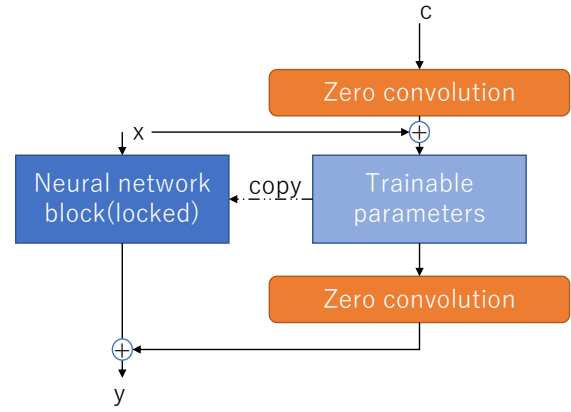 c
Zero convolution
x
Neural network
block(locked)
copy
Trainable
parameters
Zero convolution
y